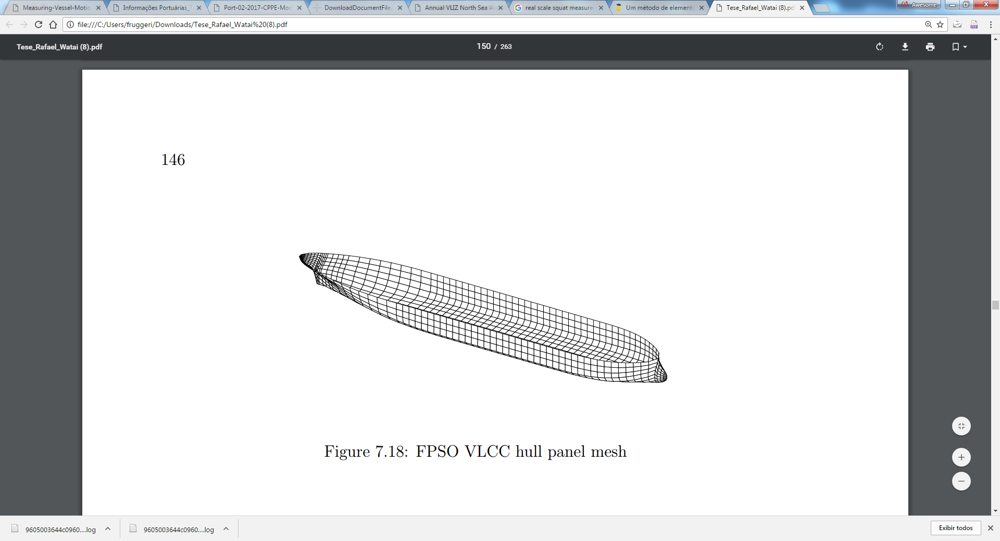 Measuring-Vessel-Motio
Informações Portuárias_
Port-02-2017-CPPE-Mod
DownloadDocumentFile.
Annual VLIZ North Sea A
real scale squat measure
Um método de elemento
Tese_Rafael_Watai (8).pd
Awesome
file:///C:/Users/fruggeri/Downloads/Tese_Rafael_Watai%20(8).pdf
Tese_Rafael_Watai (8).pdf
150 / 263
146
Figure 7.18: FPSO VLCC hull panel mesh
9605003644c0960....log
9605003644c0960....log
Exibir todos